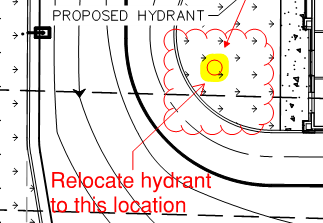 PROPOSED HYDRANT
Relocate hydrant
to this location